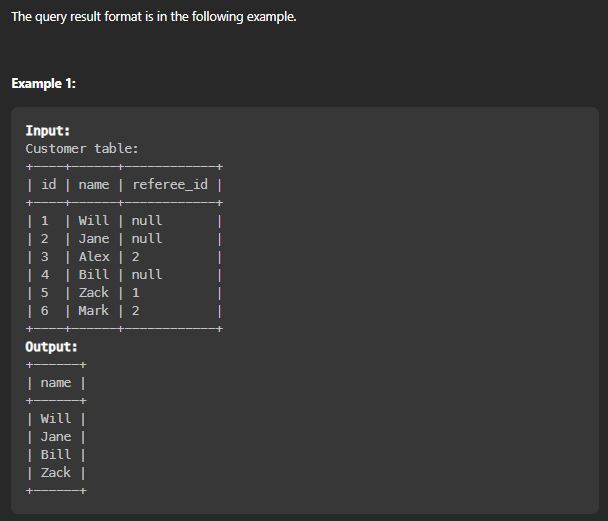 The query result format is in the following example.
Example 1:
Input:
Customer table:
+----+------+------------+
| id | name | referee_id |
+----+------+------------+
| 1  | Will | null       |
| 2  | Jane | null       |
| 3  | Alex | 2          |
| 4  | Bill | null       |
| 5  | Zack | 1          |
| 6  | Mark | 2          |
+----+------+------------+
Output:
+------+
| name |
+------+
| Will |
| Jane |
| Bill |
| Zack |
+------+